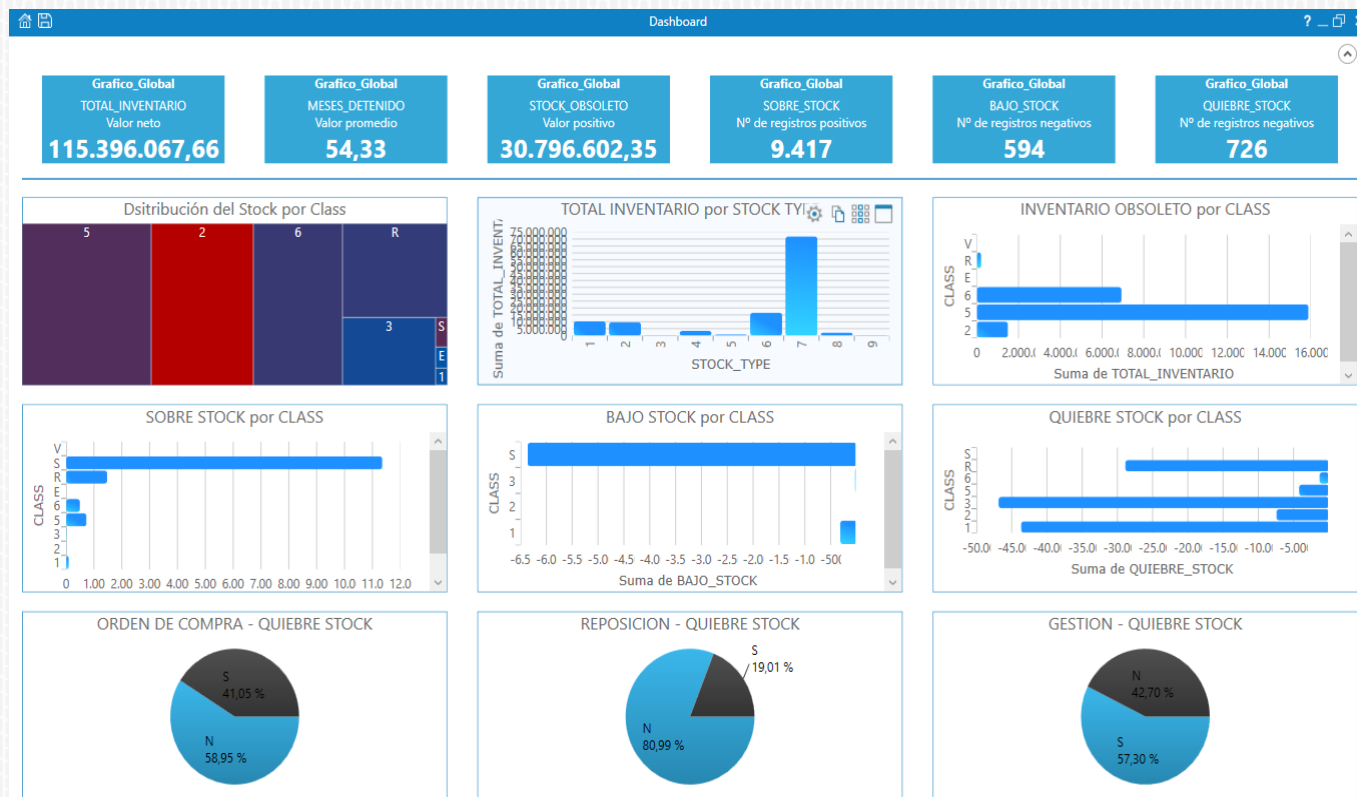 Dashboard
?
Grafico_Global
TOTAL_INVENTARIO
Valor neto
115.396.067,66
Grafico_Global
MESES_DETENIDO
Valor promedio
54,33
Grafico_Global
STOCK_OBSOLETO
Valor positivo
30.796.602,35
Grafico_Global
SOBRE_STOCK
Nº de registros positivos
9.417
Grafico_Global
BAJO_STOCK
Nº de registros negativos
594
Grafico_Global
QUIEBRE_STOCK
Nº de registros negativos
726
Dsitribución del Stock por Class
5
2
6
R
3
S
E
1
TOTAL INVENTARIO por STOCK TY
Suma de TOTAL_INVENT
75.000.000
10.000.000
5.000.000
0
1 2 3 4 5 6 7 8 9
STOCK_TYPE
INVENTARIO OBSOLETO por CLASS
CLASS
V
R
E
6
5
2
0 2.000.( 4.000.( 6.000.( 8.000.( 10.000 12.000 14.000 16.000
Suma de TOTAL_INVENTARIO
SOBRE STOCK por CLASS
CLASS
V
S
R
E
6
5
3
2
1
0 1.00 2.00 3.00 4.00 5.00 6.00 7.00 8.00 9.00 10.0 11.0 12.0
BAJO STOCK por CLASS
CLASS
S
3
2
1
-6.5 -6.0 -5.5 -5.0 -4.5 -4.0 -3.5 -3.0 -2.5 -2.0 -1.5 -1.0 -50(
Suma de BAJO_STOCK
QUIEBRE STOCK por CLASS
CLASS
S
R
6
5
3
2
1
-50.0 -45.0 -40.0 -35.0 -30.0 -25.0 -20.0 -15.0 -10.0 -5.00
Suma de QUIEBRE_STOCK
ORDEN DE COMPRA - QUIEBRE STOCK
S
41,05 %
N
58,95 %
REPOSICION - QUIEBRE STOCK
S
19,01 %
N
80,99 %
GESTION - QUIEBRE STOCK
N
42,70 %
S
57,30 %